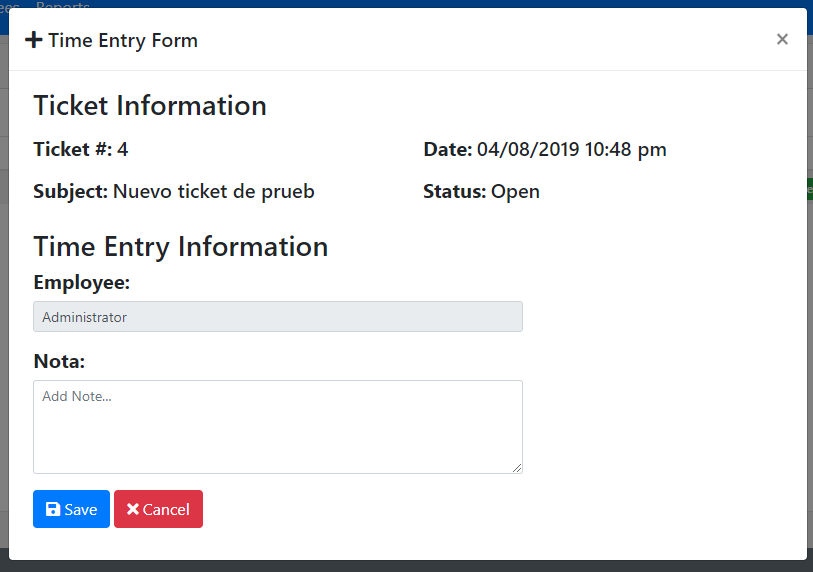 Reports
Time Entry Form ×
Ticket Information
Ticket #: 4 Date: 04/08/2019 10:48 pm
Subject: Nuevo ticket de prueb Status: Open
Time Entry Information
Employee:
Administrator
Nota:
Add Note...
Save Cancel